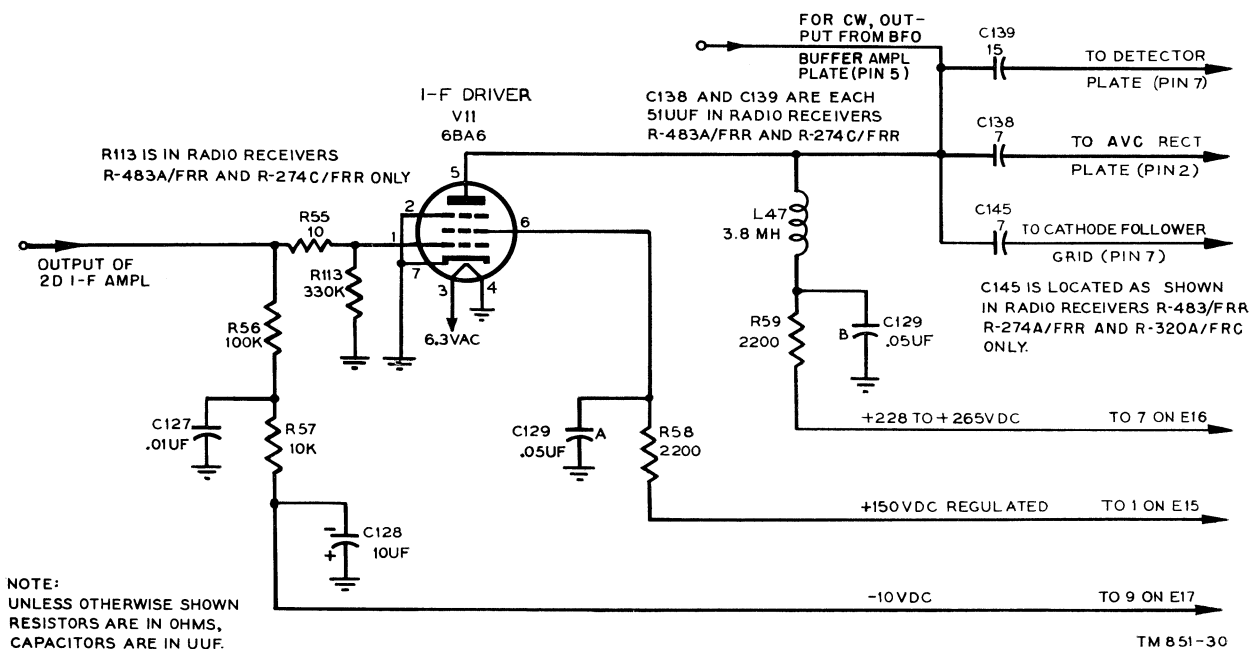 FOR CW, OUT-
PUT FROM BFO
BUFFER AMPL
PLATE (PIN 5)
C139
15
TO DETECTOR
PLATE (PIN 7)
I-F DRIVER
V11
6BA6
C138 AND C139 ARE EACH
51UUF IN RADIO RECEIVERS
R-483A/FRR AND R-274C/FRR
C138
7
TO AVC RECT
PLATE (PIN 2)
R113 IS IN RADIO RECEIVERS
R-483A/FRR AND R-274C/FRR ONLY
5
2
6
1
7
3
4
R55
10
L47
3.8 MH
C145
7
TO CATHODE FOLLOWER
GRID (PIN 7)
OUTPUT OF
2D I-F AMPL
R113
330K
C145 IS LOCATED AS SHOWN
IN RADIO RECEIVERS R-483/FRR
R-274A/FRR AND R-320A/FRC
ONLY.
R56
100K
6.3VAC
R59
2200
B
C129
.05UF
C127
.01UF
R57
10K
C129
.05UF
A
R58
2200
+228 TO +265VDC
TO 7 ON E16
+150VDC REGULATED
TO 1 ON E15
-
+
C128
10UF
NOTE:
UNLESS OTHERWISE SHOWN
RESISTORS ARE IN OHMS,
CAPACITORS ARE IN UUF.
-10VDC
TO 9 ON E17
TM 851-30